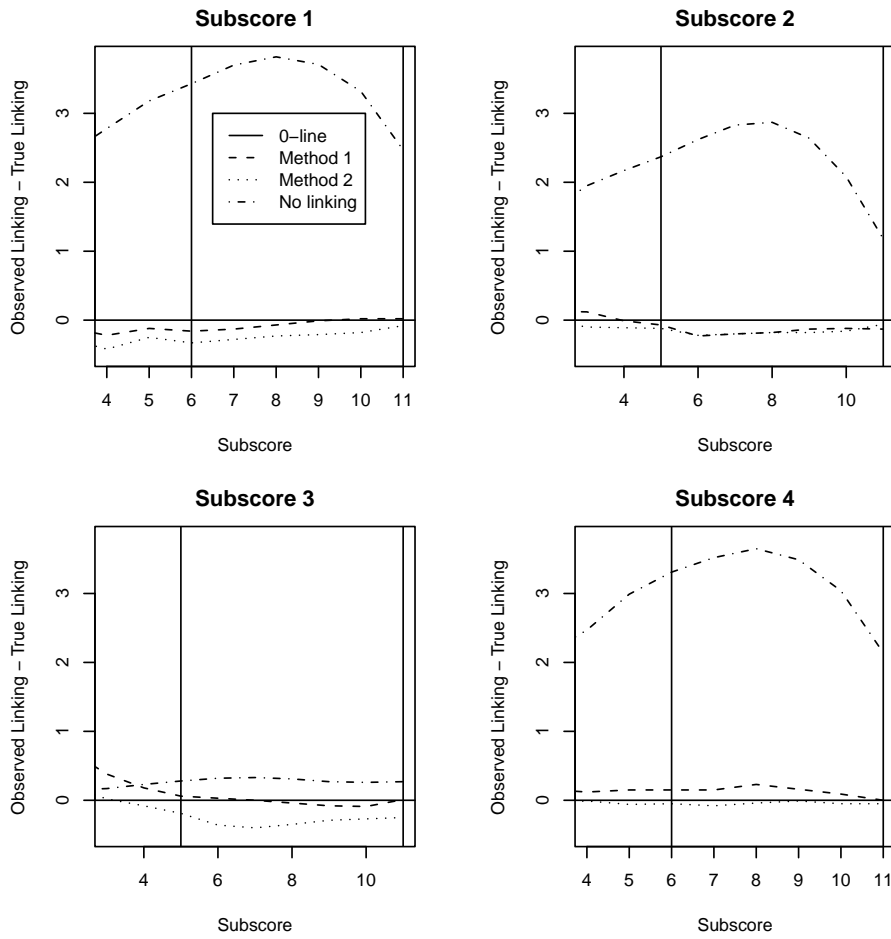 Subscore 1
Observed Linking − True Linking
0 1 2 3
0−line
Method 1
Method 2
No linking
4 5 6 7 8 9 10 11
Subscore
Subscore 2
Observed Linking − True Linking
0 1 2 3
4 6 8 10
Subscore
Subscore 3
Observed Linking − True Linking
0 1 2 3
4 6 8 10
Subscore
Subscore 4
Observed Linking − True Linking
0 1 2 3
4 5 6 7 8 9 10 11
Subscore